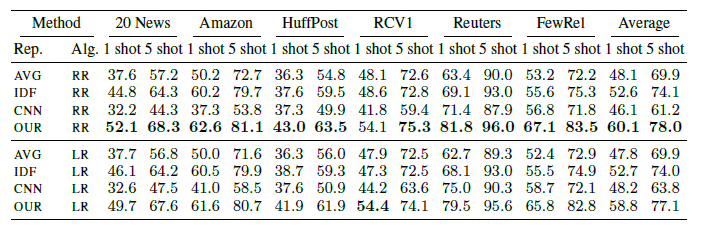 Method 20 News Amazon HuffPost RCV1 Reuters FewRel Average
Rep. Alg. 1 shot 5 shot 1 shot 5 shot 1 shot 5 shot 1 shot 5 shot 1 shot 5 shot 1 shot 5 shot 1 shot 5 shot
AVG RR 37.6 57.2 50.2 72.7 36.3 54.8 48.1 72.6 63.4 90.0 53.2 72.2 48.1 69.9
IDF RR 44.8 64.3 60.2 79.7 37.6 59.5 48.6 72.8 69.1 93.0 55.6 75.3 52.6 74.1
CNN RR 32.2 44.3 37.3 53.8 37.3 49.9 41.8 59.4 71.4 87.9 56.8 71.8 46.1 61.2
OUR RR 52.1 68.3 62.6 81.1 43.0 63.5 54.1 75.3 81.8 96.0 67.1 83.5 60.1 78.0
AVG LR 37.7 56.8 50.0 71.6 36.3 56.0 47.9 72.5 62.7 89.3 52.4 72.9 47.8 69.9
IDF LR 46.1 64.2 60.5 79.9 38.7 59.3 47.3 72.5 68.1 93.0 55.5 74.9 52.7 74.0
CNN LR 32.6 47.5 41.0 58.5 37.6 50.9 44.2 63.6 75.0 90.3 58.7 72.1 48.2 63.8
OUR LR 49.7 67.6 61.6 80.7 41.9 61.9 54.4 74.1 79.5 95.6 65.8 82.8 58.8 77.1